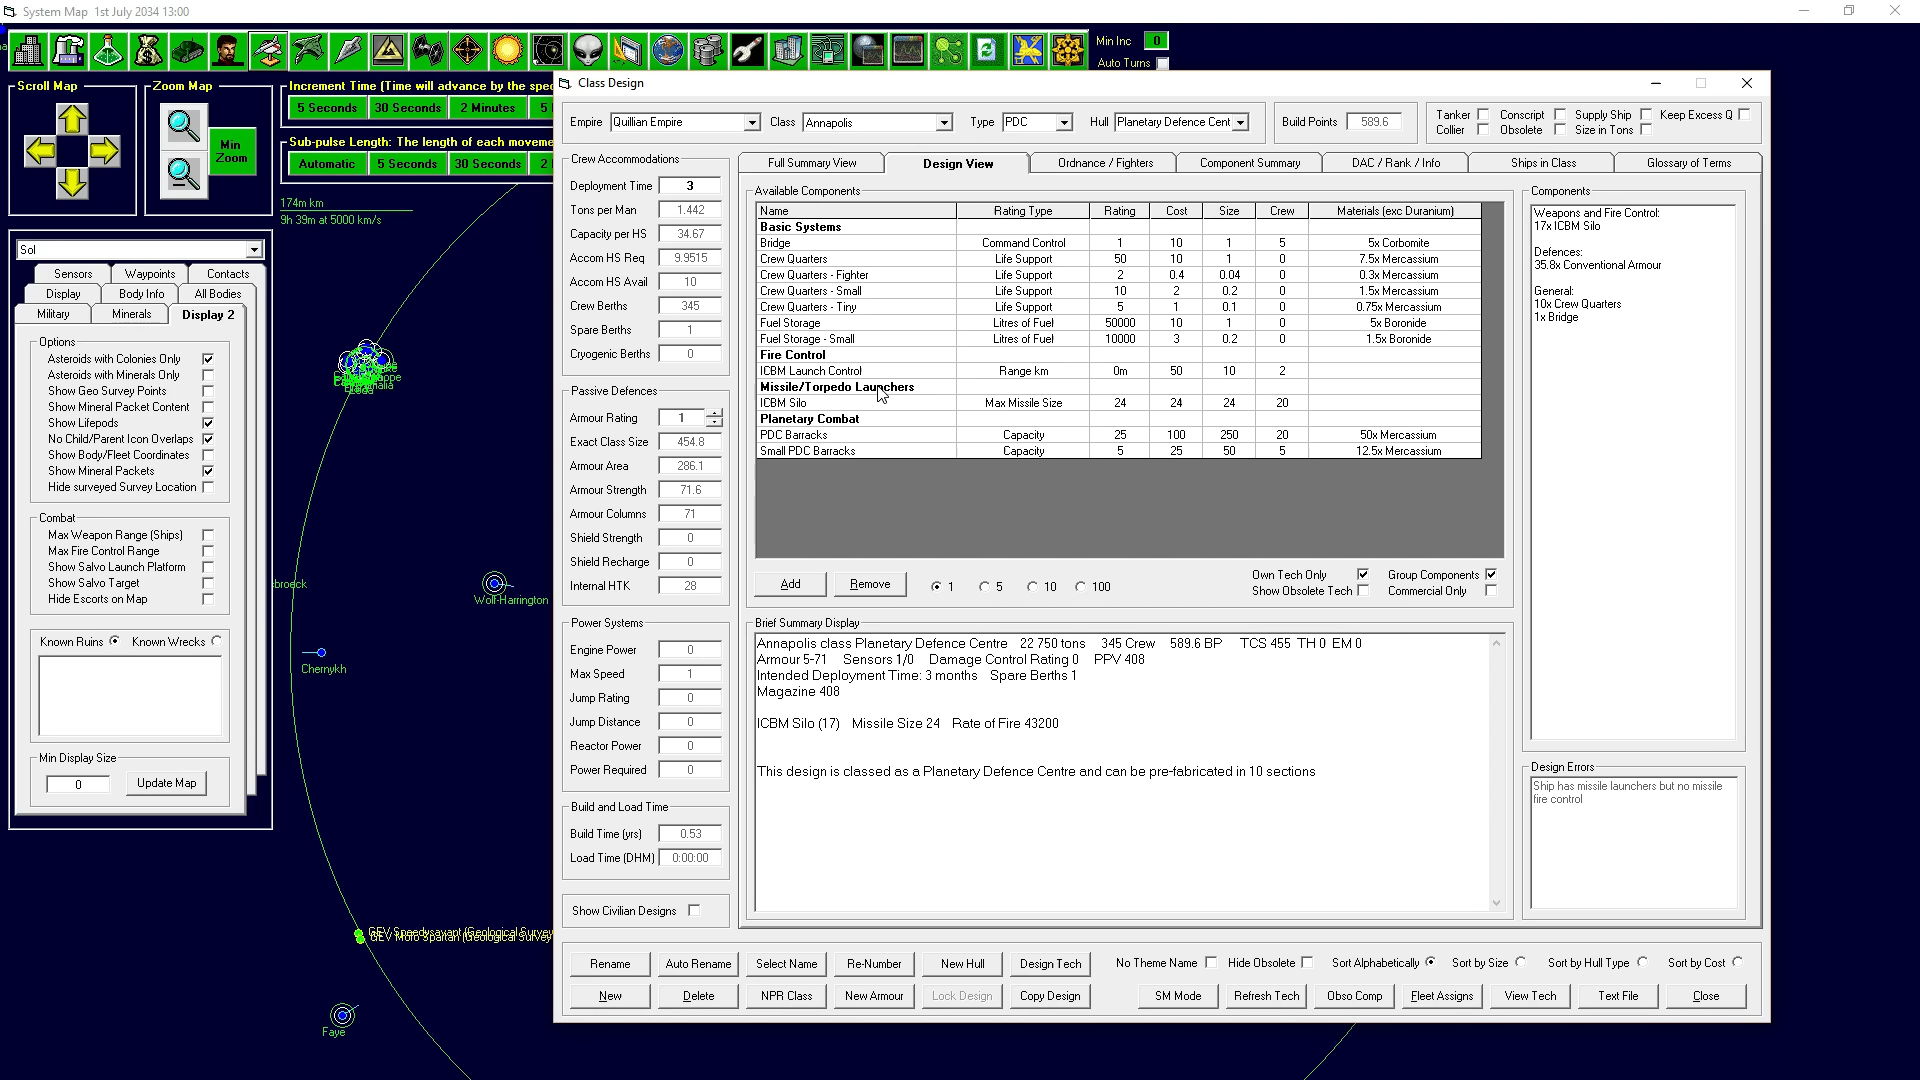 System Map 1st July 2034 13:00
Min Inc 0
Auto Turns
Scroll Map
Zoom Map
Min Zoom
Increment Time (Time will advance by the spec
5 Seconds 30 Seconds 2 Minutes 5
Sub-pulse Length: The length of each moveme
Automatic 5 Seconds 30 Seconds 2
174m km
9h 39m at 5000 km/s
Sol
Sensors Waypoints Contacts
Display Body Info All Bodies
Military Minerals Display 2
Options
Asteroids with Colonies Only
Asteroids with Minerals Only
Show Geo Survey Points
Show Mineral Packet Content
Show Lifepods
No Child/Parent Icon Overlaps
Show Body/Fleet Coordinates
Show Mineral Packets
Hide surveyed Survey Location
Combat
Max Weapon Range (Ships)
Max Fire Control Range
Show Salvo Launch Platform
Show Salvo Target
Hide Escorts on Map
Known Ruins Known Wrecks
Min Display Size
0 Update Map
broeck
Wolf-Harrington
Chernykh
GEV Speedysavant (Geological Survey
GEV Moro Spartan (Geological Survey
Faye
Class Design
Empire Quillian Empire Class Annapolis Type PDC Hull Planetary Defence Cent Build Points 589.6
Tanker Conscript Supply Ship Keep Excess Q
Collier Obsolete Size in Tons
Crew Accommodations
Deployment Time 3
Tons per Man 1.442
Capacity per HS 34.67
Accom HS Req 9.9515
Accom HS Avail 10
Crew Berths 345
Spare Berths 1
Cryogenic Berths 0
Passive Defences
Armour Rating 1
Exact Class Size 454.8
Armour Area 286.1
Armour Strength 71.6
Armour Columns 71
Shield Strength 0
Shield Recharge 0
Internal HTK 28
Power Systems
Engine Power 0
Max Speed 1
Jump Rating 0
Jump Distance 0
Reactor Power 0
Power Required 0
Build and Load Time
Build Time (yrs) 0.53
Load Time (DHM) 0:00:00
Show Civilian Designs
Full Summary View Design View Ordnance / Fighters Component Summary DAC / Rank / Info Ships in Class Glossary of Terms
Available Components
Name Rating Type Rating Cost Size Crew Materials (exc Duranium)
Basic Systems
Bridge Command Control 1 10 1 5 5x Corbomite
Crew Quarters Life Support 50 10 1 0 7.5x Mercassium
Crew Quarters - Fighter Life Support 2 0.4 0.04 0 0.3x Mercassium
Crew Quarters - Small Life Support 10 2 0.2 0 1.5x Mercassium
Crew Quarters - Tiny Life Support 5 1 0.1 0 0.75x Mercassium
Fuel Storage Litres of Fuel 50000 10 1 0 5x Boronide
Fuel Storage - Small Litres of Fuel 10000 3 0.2 0 1.5x Boronide
Fire Control
ICBM Launch Control Range km 0m 50 10 2
Missile/Torpedo Launchers
ICBM Silo Max Missile Size 24 24 24 20
Planetary Combat
PDC Barracks Capacity 25 100 250 20 50x Mercassium
Small PDC Barracks Capacity 5 25 50 5 12.5x Mercassium
Add Remove 1 5 10 100
Own Tech Only Group Components
Show Obsolete Tech Commercial Only
Brief Summary Display
Annapolis class Planetary Defence Centre 22 750 tons 345 Crew 589.6 BP TCS 455 TH 0 EM 0
Armour 5-71 Sensors 1/0 Damage Control Rating 0 PPV 408
Intended Deployment Time: 3 months Spare Berths 1
Magazine 408
ICBM Silo (17) Missile Size 24 Rate of Fire 43200
This design is classed as a Planetary Defence Centre and can be pre-fabricated in 10 sections
Components
Weapons and Fire Control:
17x ICBM Silo
Defences:
35.8x Conventional Armour
General:
10x Crew Quarters
1x Bridge
Design Errors
Ship has missile launchers but no missile
fire control
Rename Auto Rename Select Name Re-Number New Hull Design Tech No Theme Name Hide Obsolete Sort Alphabetically Sort by Size Sort by Hull Type Sort by Cost
New Delete NPR Class New Armour Lock Design Copy Design SM Mode Refresh Tech Obso Comp Fleet Assigns View Tech Text File Close